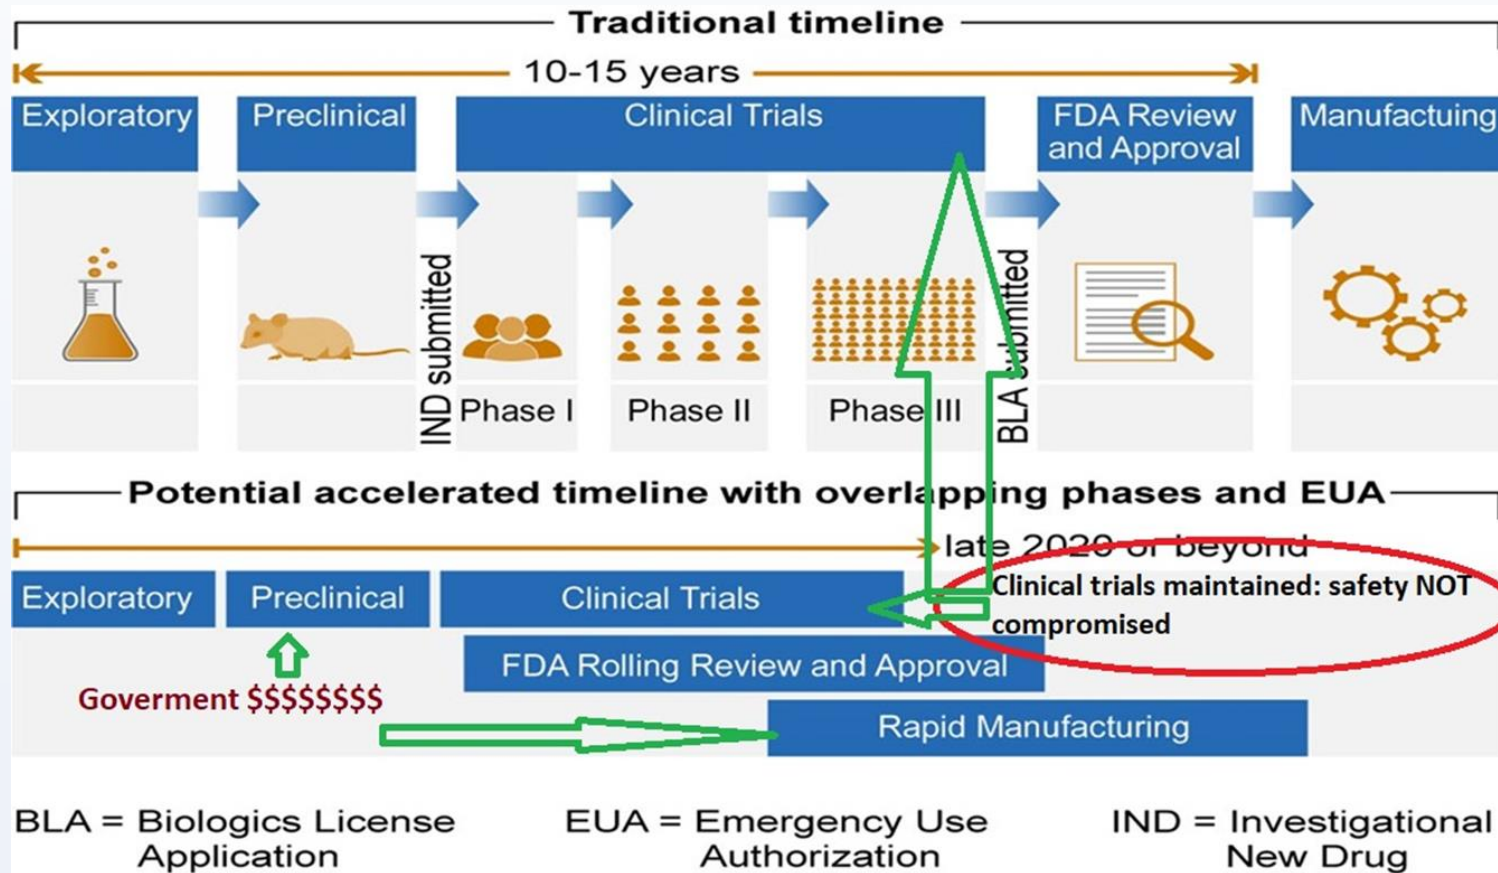 Traditional timeline
10-15 years
Exploratory
Preclinical
Clinical Trials
FDA Review
and Approval
Manufactuing
IND submitted
BLA submitted
Phase I
Phase II
Phase III
Potential accelerated timeline with overlapping phases and EUA
late 2020 or beyond
Exploratory
Preclinical
Clinical Trials
Clinical trials maintained: safety NOT
compromised
FDA Rolling Review and Approval
Goverment $$$$$$$$
Rapid Manufacturing
BLA = Biologics License
Application
EUA = Emergency Use
Authorization
IND = Investigational
New Drug